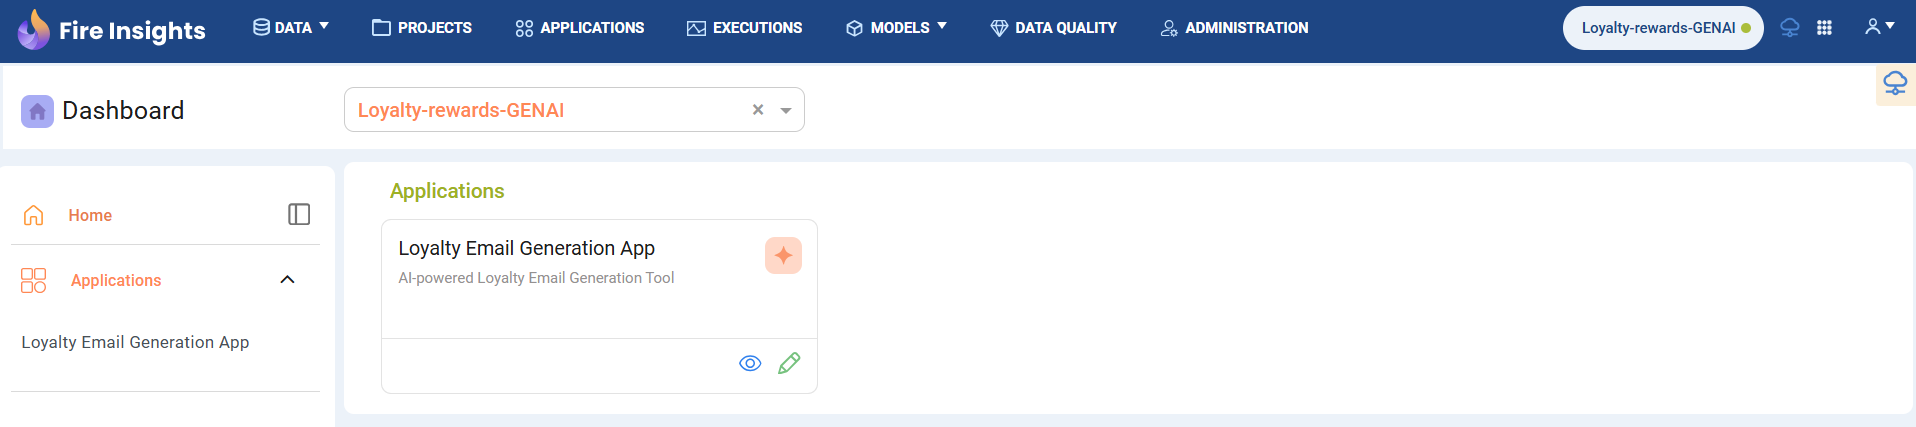 Fire Insights DATA PROJECTS APPLICATIONS EXECUTIONS MODELS DATA QUALITY ADMINISTRATION Loyalty-rewards-GENAI
Dashboard Loyalty-rewards-GENAI ×
Home
Applications
Loyalty Email Generation App
Applications
Loyalty Email Generation App
AI-powered Loyalty Email Generation Tool